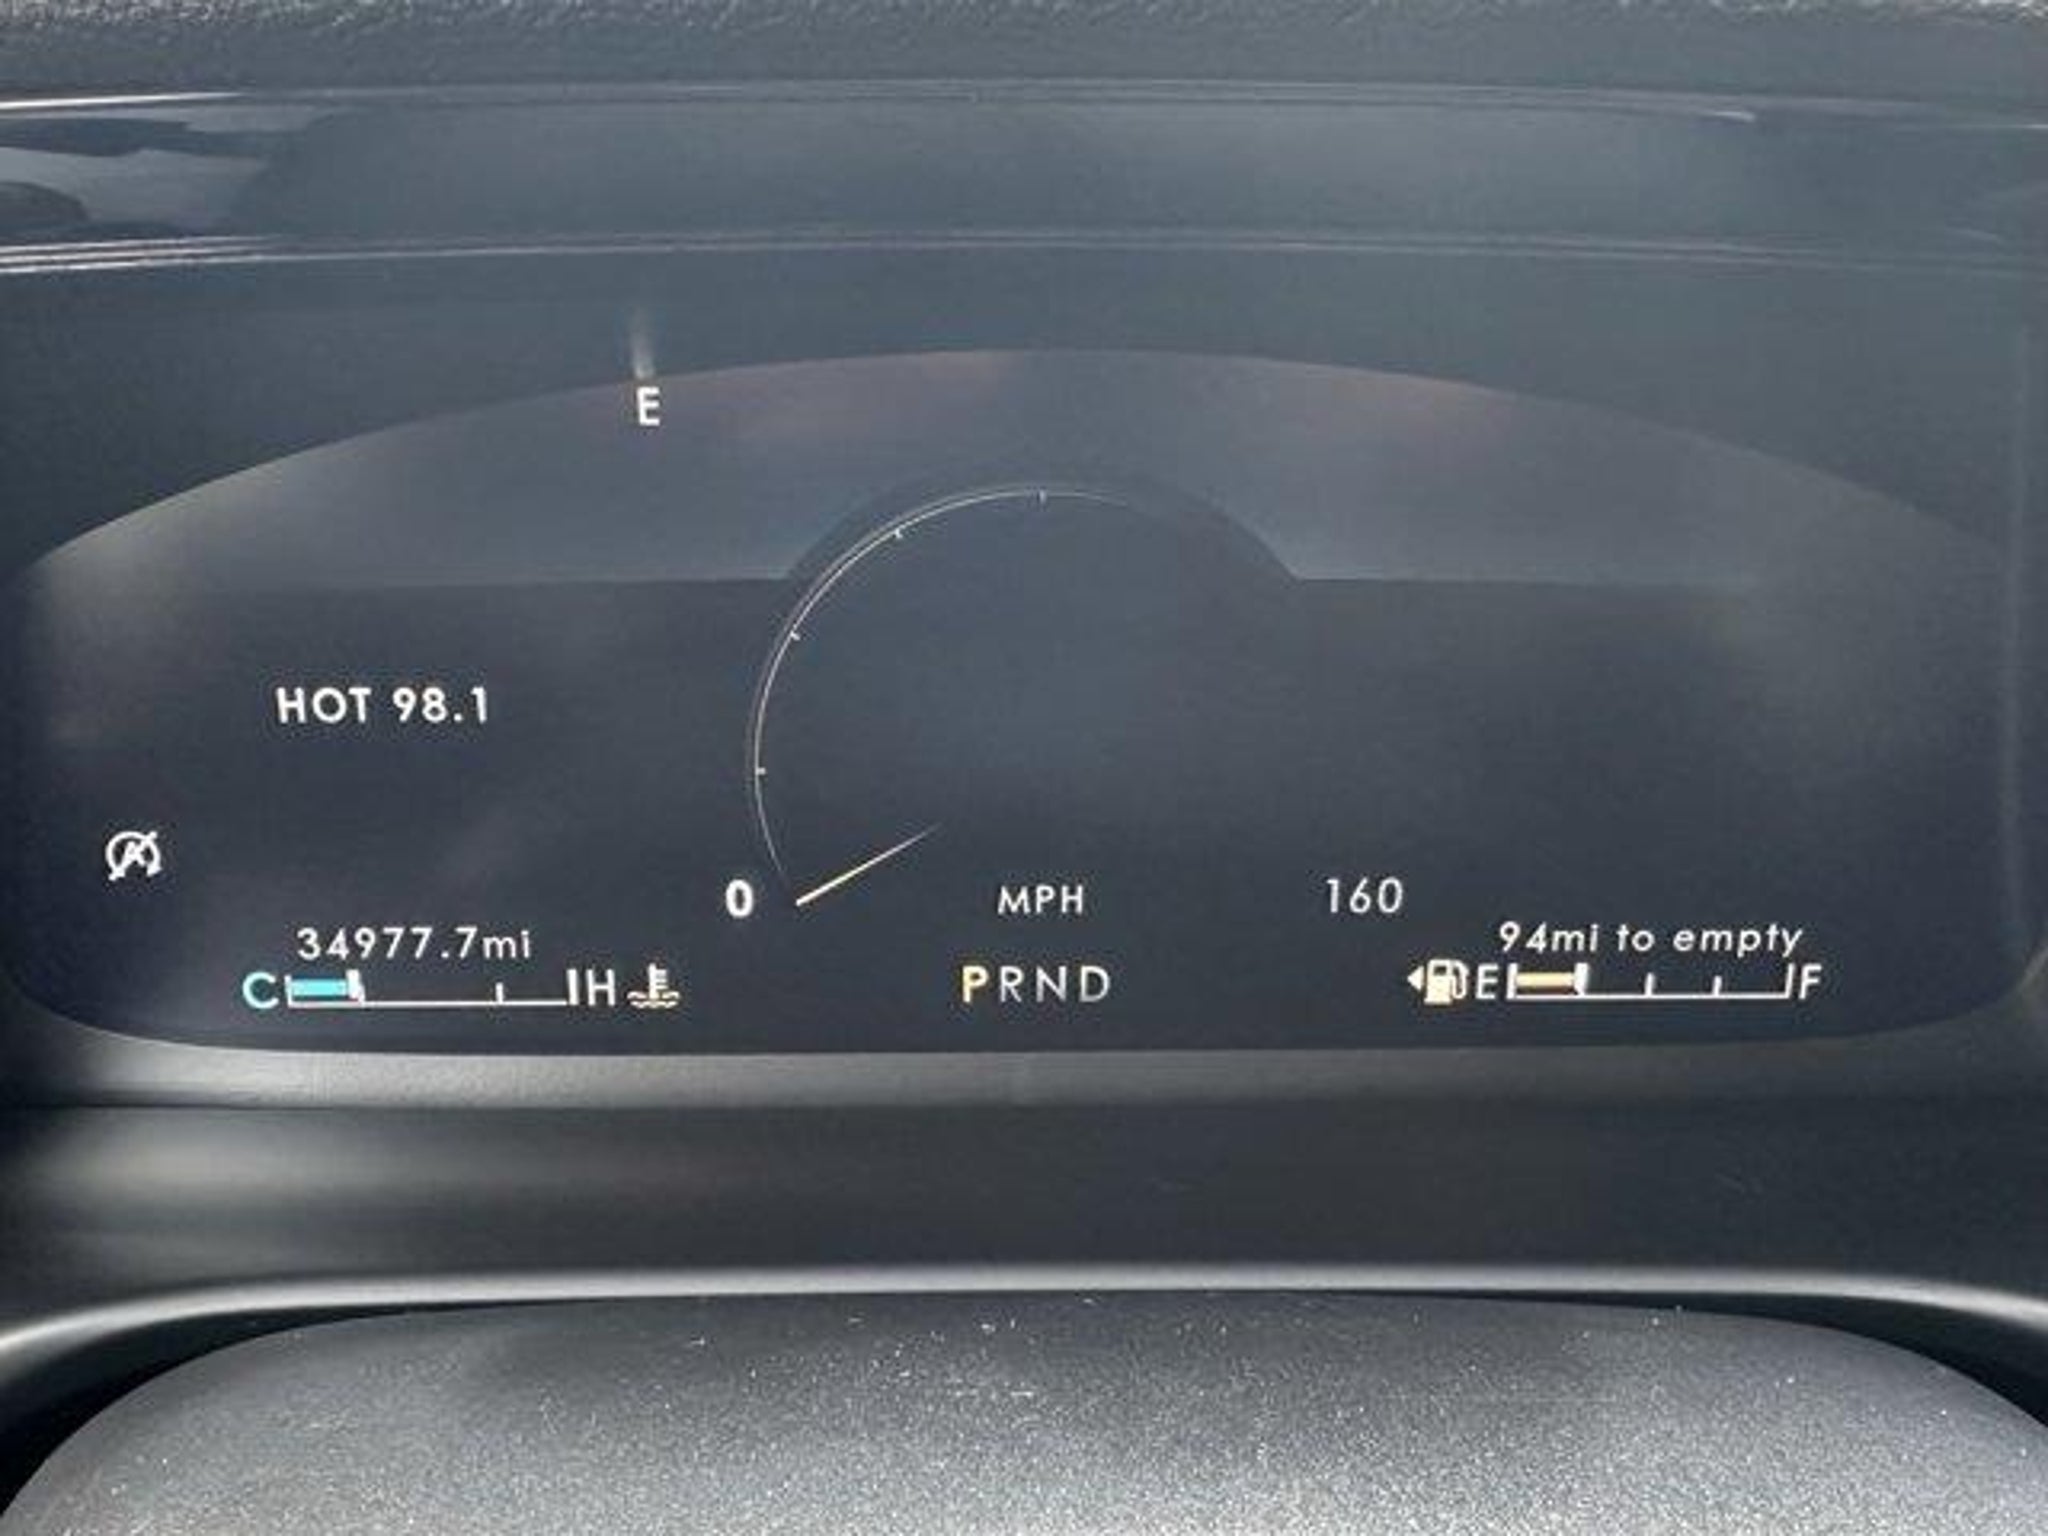 E
HOT 98.1
0 MPH 160
34977.7mi
94mi to empty
C H
PRND
E F